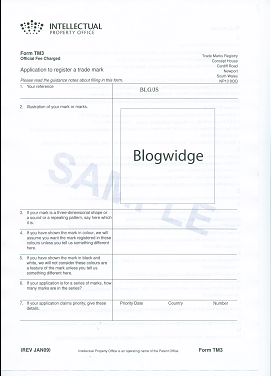 INTELLECTUAL
PROPERTY OFFICE
Form TM3
Official Fee Charged
Application to register a trade mark
Please read the guidance notes about filling in this form.
Trade Marks Registry
Concept House
Cardiff Road
Newport
South Wales
NP10 8QQ
1. Your reference
BLG/JS
2. Illustration of your mark or marks.
Blogwidge
SAMPLE
3. If your mark is a three-dimensional shape or
a sound or a repeating pattern, say here which
it is.
4. If you have shown the mark in colour, we will
assume you want the mark registered in those
colours unless you tell us something different
here.
5. If you have shown the mark in black and
white, we will not consider these colours are
a feature of the mark unless you tell us
something different here.
6. If your application is for a series of marks, how
many marks are in the series?
7. If your application claims priority, give these
details.
Priority Date Country Number
(REV JAN09)
Intellectual Property Office is an operating name of the Patent Office
Form TM3